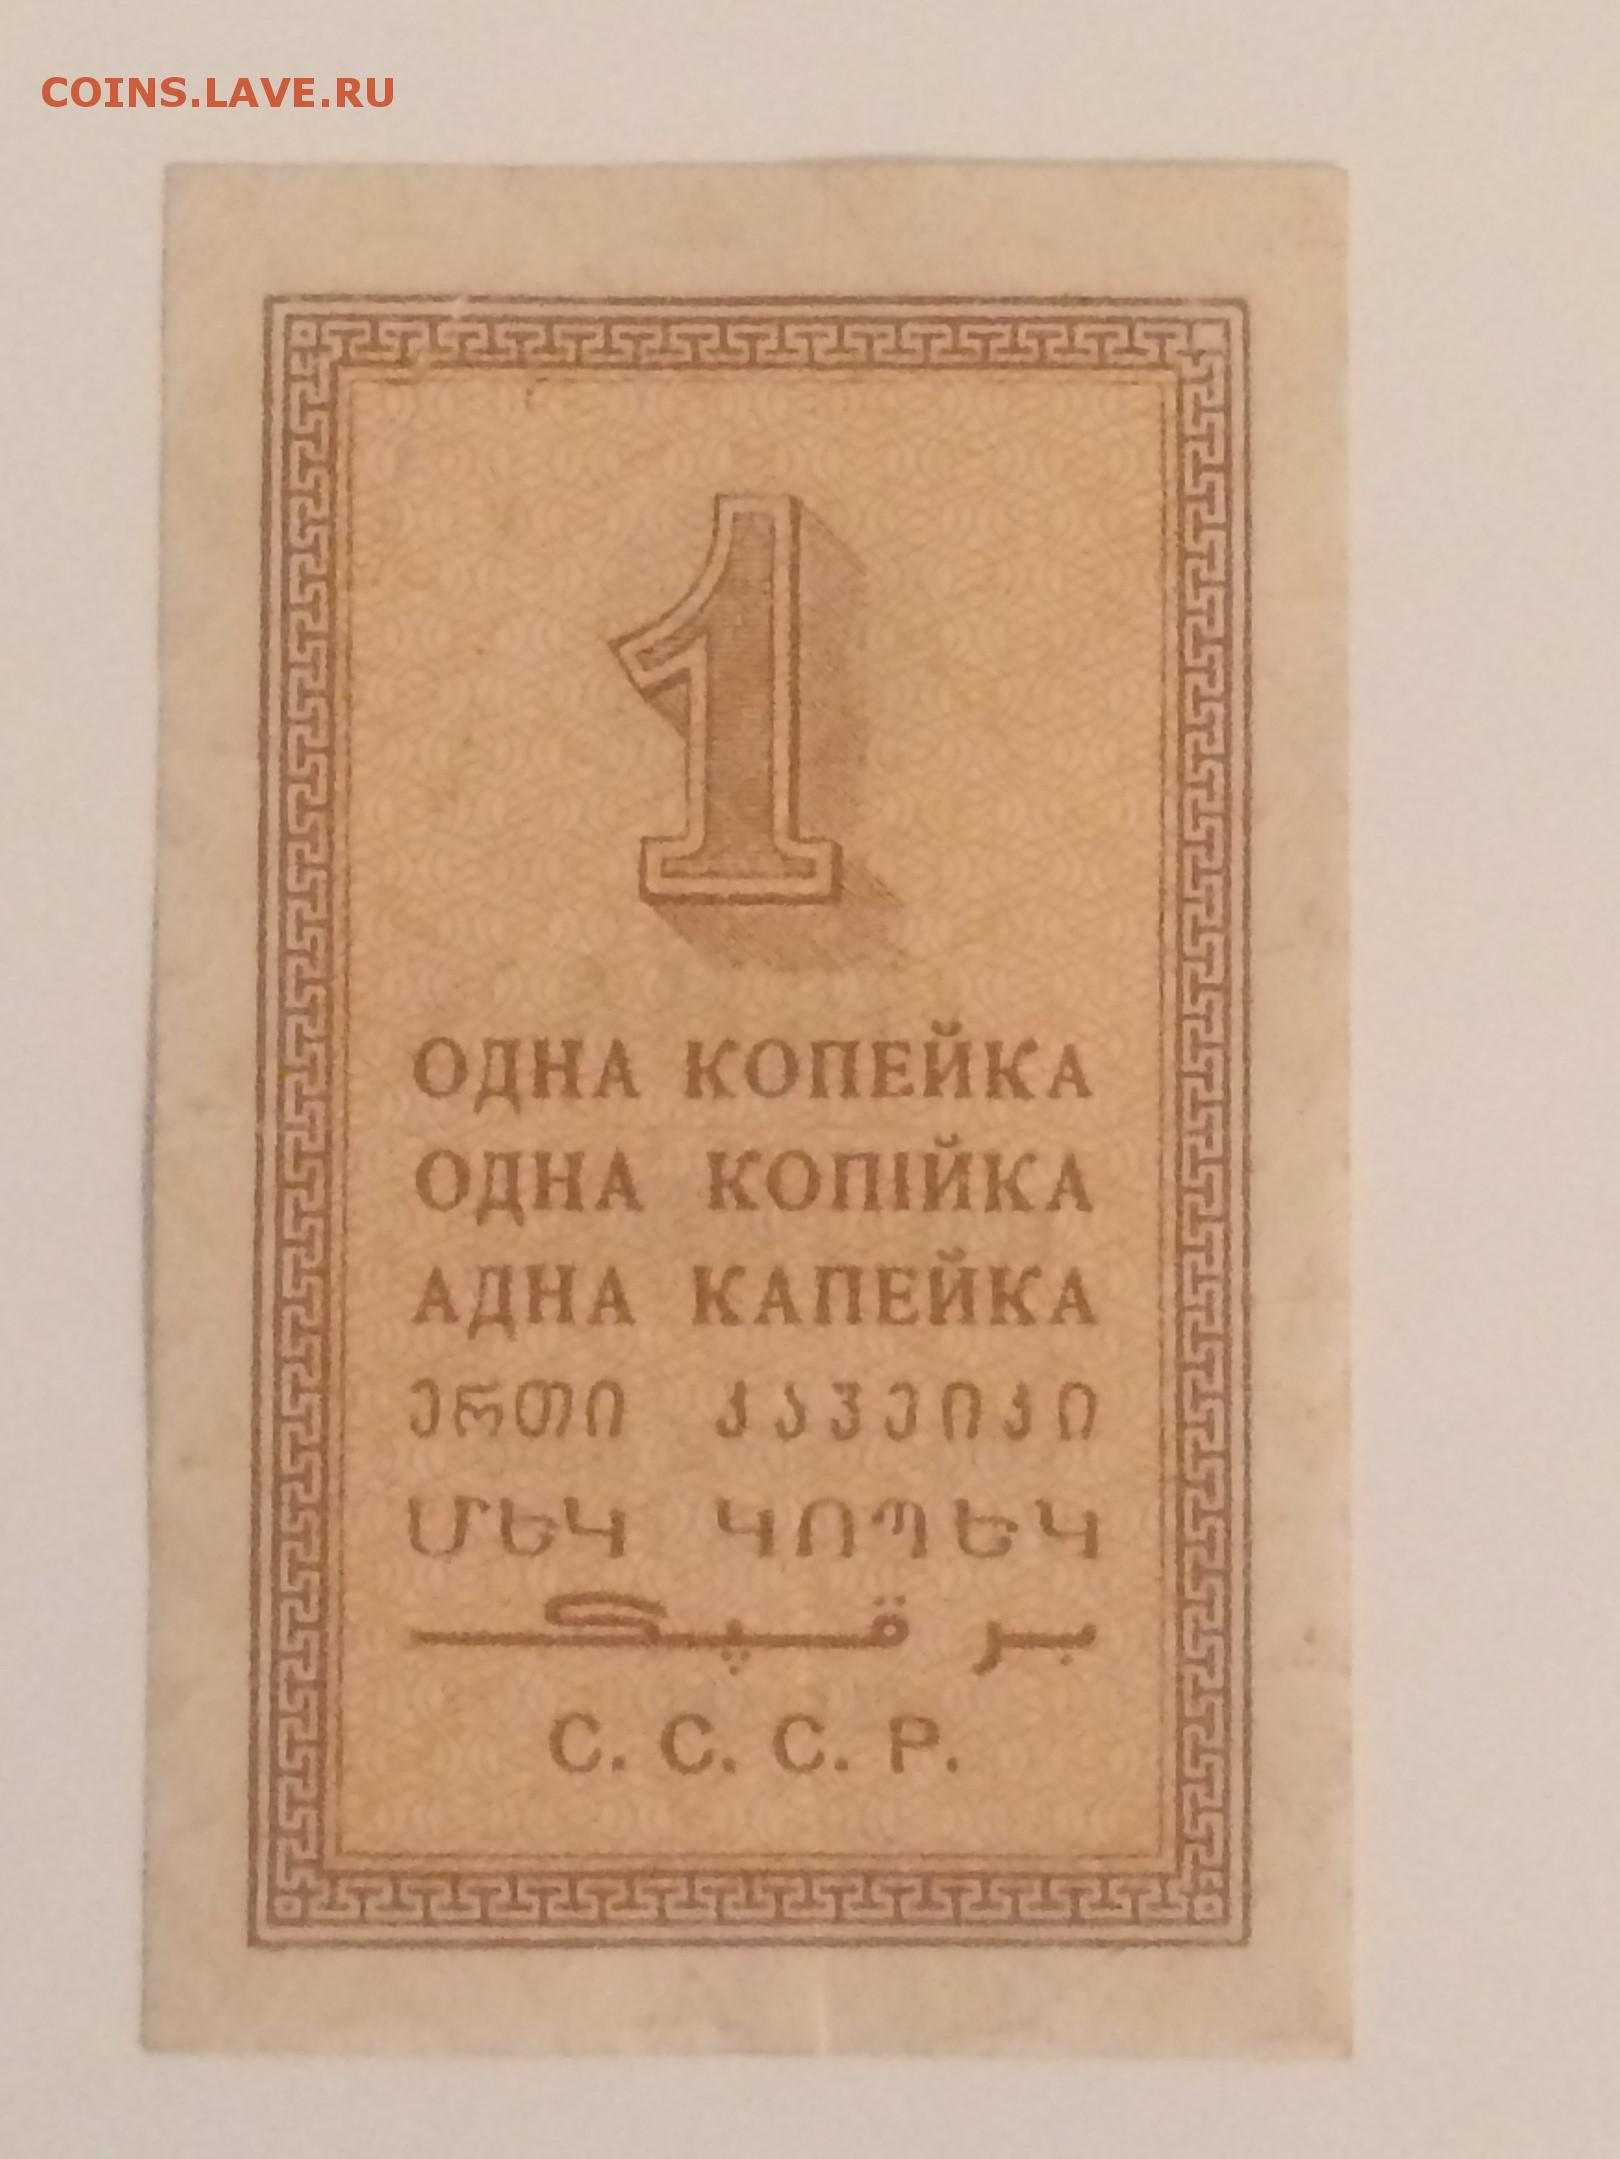 COINS.LAVE.RU
1
ОДНА КОПЕЙКА
ОДНА КОПІЙКА
АДНА КАПЕЙКА
ერთი კაპეიკი
ՄԵԿ ԿՈՊԵԿ
بر قپك
С. С. С. Р.